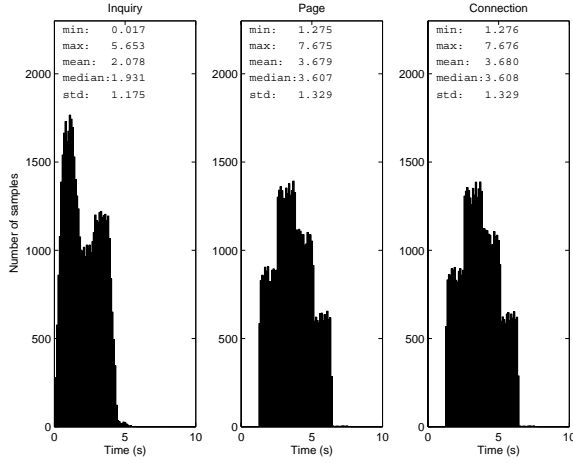 Inquiry
min: 0.017
max: 5.653
mean: 2.078
median:1.931
std: 1.175
2000
1500
1000
500
0
0 5 10
Time (s)
Number of samples
Page
min: 1.275
max: 7.675
mean: 3.679
median:3.607
std: 1.329
2000
1500
1000
500
0
0 5 10
Time (s)
Connection
min: 1.276
max: 7.676
mean: 3.680
median:3.608
std: 1.329
2000
1500
1000
500
0
0 5 10
Time (s)